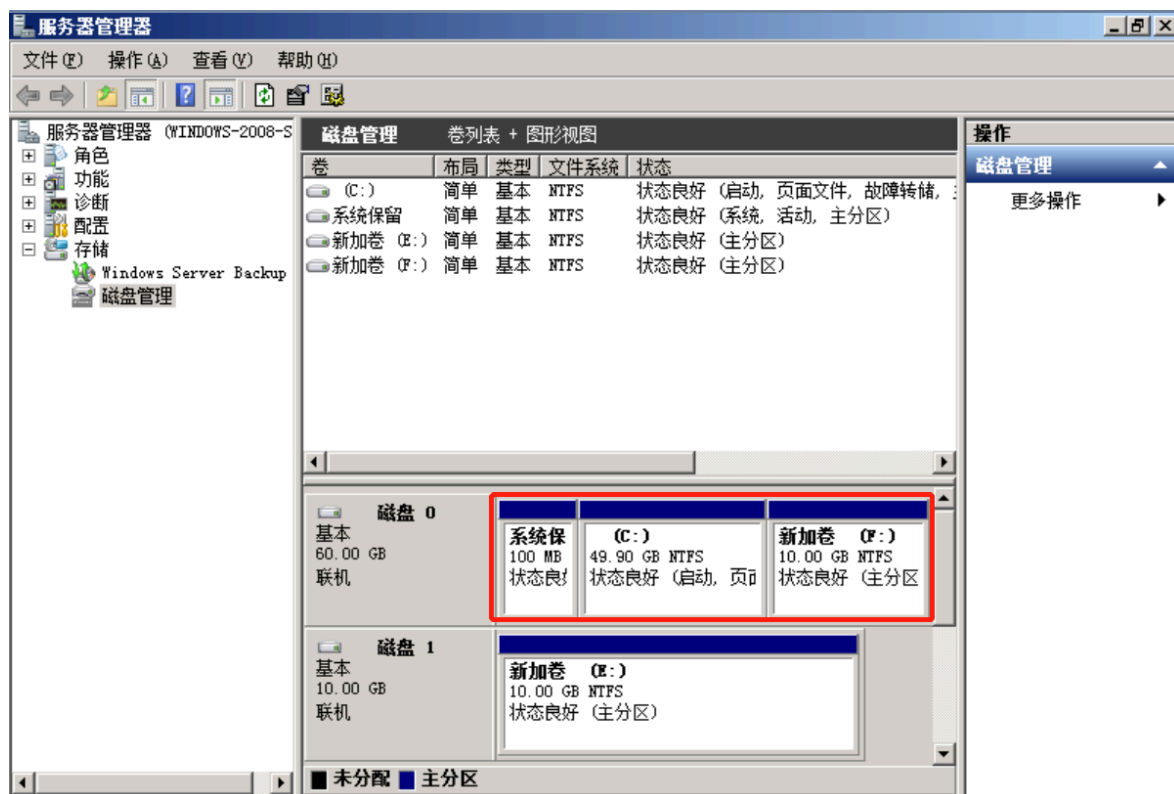 服务器管理器
文件(F) 操作(A) 查看(V) 帮助(H)
服务器管理器 (WINDOWS-2008-S
角色
功能
诊断
配置
存储
Windows Server Backup
磁盘管理
磁盘管理 卷列表 + 图形视图
卷 布局 类型 文件系统 状态
(C:) 简单 基本 NTFS 状态良好 (启动, 页面文件, 故障转储,
系统保留 简单 基本 NTFS 状态良好 (系统, 活动, 主分区)
新加卷 (E:) 简单 基本 NTFS 状态良好 (主分区)
新加卷 (F:) 简单 基本 NTFS 状态良好 (主分区)
磁盘 0
基本
60.00 GB
联机
系统保
100 MB
状态良
(C:)
49.90 GB NTFS
状态良好 (启动, 页
新加卷 (F:)
10.00 GB NTFS
状态良好 (主分区
磁盘 1
基本
10.00 GB
联机
新加卷 (E:)
10.00 GB NTFS
状态良好 (主分区)
未分配 主分区
操作
磁盘管理
更多操作